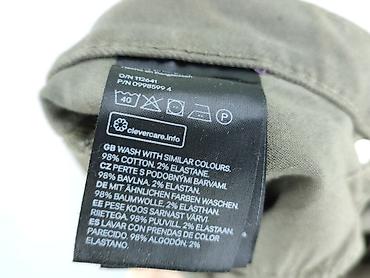 O/N 112641
P/N 0998599 4
40 P
clevercare.info
GB WASH WITH SIMILAR COLOURS.
98% COTTON. 2% ELASTANE.
CZ PERTE S PODOBNÝMI BARVAMI.
98% BAVLNA. 2% ELASTAN.
DE MIT ÄHNLICHEN FARBEN WASCHEN.
98% BAUMWOLLE. 2% ELASTHAN.
EE PESE KOOS SARNAST VÄRVI
RIIETEGA. 98% PUUVILL. 2% ELASTAAN.
ES LAVAR CON PRENDAS DE COLOR
PARECIDO. 98% ALGODÓN. 2%
ELASTANO.